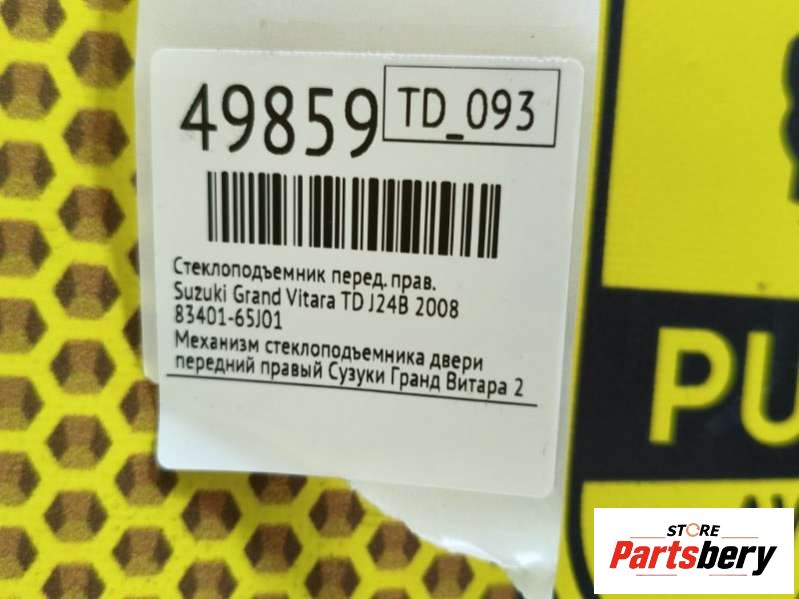 49859
TD_093
Стеклоподъемник перед. прав.
Suzuki Grand Vitara TD J24B 2008
83401-65J01
Механизм стеклоподъемника двери
передний правый Сузуки Гранд Витара 2
PU
STORE
Partsbery